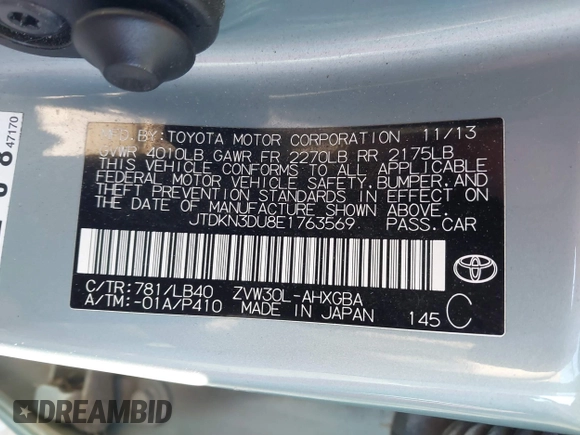 MFD.BY:TOYOTA MOTOR CORPORATION 11/13
GVWR 4010LB GAWR FR 2270LB RR 2175LB
THIS VEHICLE CONFORMS TO ALL APPLICABLE
FEDERAL MOTOR VEHICLE SAFETY,BUMPER,AND
THEFT PREVENTION STANDARDS IN EFFECT ON
THE DATE OF MANUFACTURE SHOWN ABOVE.
JTDKN3DU8E1763569 PASS.CAR
C/TR:781/LB40 ZVW30L-AHXGBA
A/TM:-01A/P410 MADE IN JAPAN 145 C
TOYOTA
47170
DREAMBID